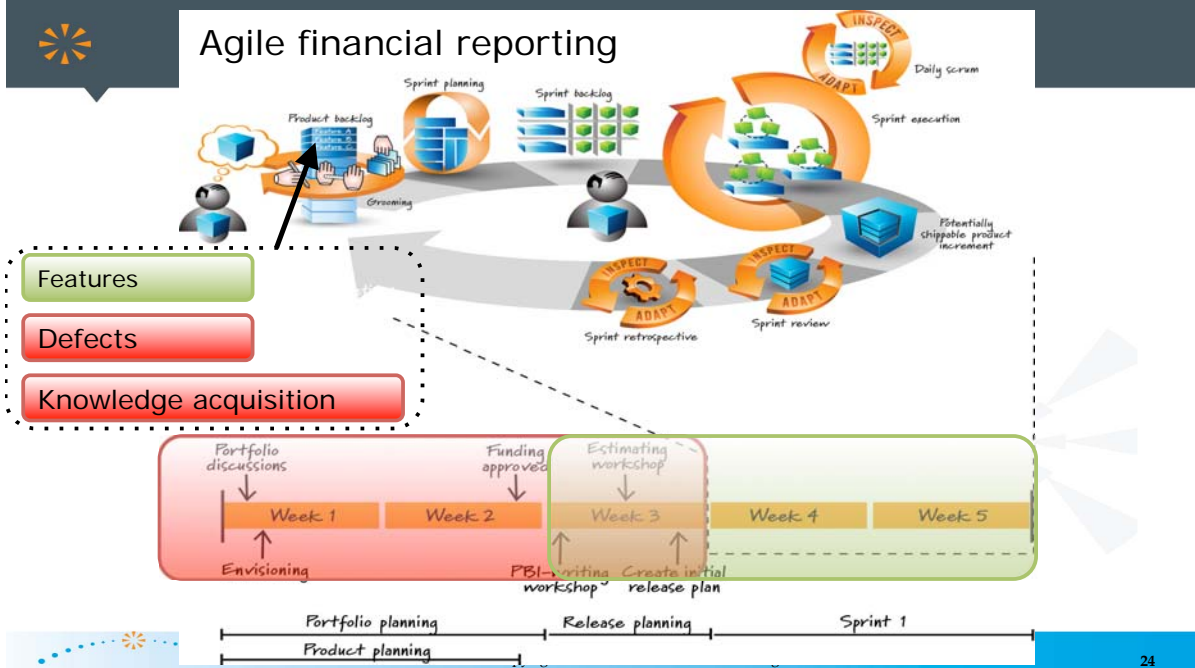 Agile financial reporting
INSPECT
ADAPT
Daily scrum
Sprint planning
Sprint backlog
Sprint execution
Product backlog
Feature A
Feature B
Feature C
Grooming
Potentially
shippable product
increment
Features
Defects
Knowledge acquisition
INSPECT
ADAPT
Sprint retrospective
INSPECT
ADAPT
Sprint review
Portfolio
discussions
Funding
approved
Estimating
workshop
Week 1
Week 2
Week 3
Week 4
Week 5
Envisioning
PBI-writing
workshop
Create initial
release plan
Portfolio planning
Release planning
Sprint 1
Product planning
24